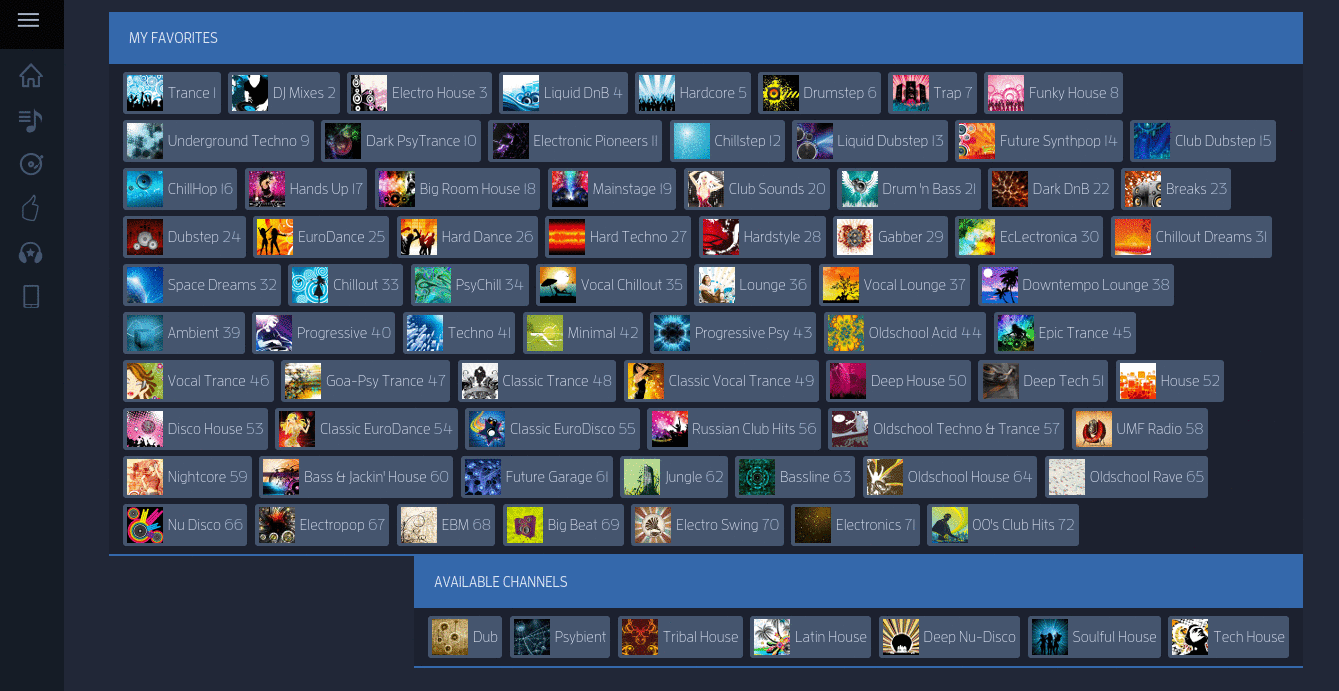 MY FAVORITES
Trance 1 DJ Mixes 2 Electro House 3 Liquid DnB 4 Hardcore 5 Drumstep 6 Trap 7 Funky House 8
Underground Techno 9 Dark PsyTrance 10 Electronic Pioneers 11 Chillstep 12 Liquid Dubstep 13 Future Synthpop 14 Club Dubstep 15
ChillHop 16 Hands Up 17 Big Room House 18 Mainstage 19 Club Sounds 20 Drum 'n Bass 21 Dark DnB 22 Breaks 23
Dubstep 24 EuroDance 25 Hard Dance 26 Hard Techno 27 Hardstyle 28 Gabber 29 EcLectronica 30 Chillout Dreams 31
Space Dreams 32 Chillout 33 PsyChill 34 Vocal Chillout 35 Lounge 36 Vocal Lounge 37 Downtempo Lounge 38
Ambient 39 Progressive 40 Techno 41 Minimal 42 Progressive Psy 43 Oldschool Acid 44 Epic Trance 45
Vocal Trance 46 Goa-Psy Trance 47 Classic Trance 48 Classic Vocal Trance 49 Deep House 50 Deep Tech 51 House 52
Disco House 53 Classic EuroDance 54 Classic EuroDisco 55 Russian Club Hits 56 Oldschool Techno & Trance 57 UMF Radio 58
Nightcore 59 Bass & Jackin' House 60 Future Garage 61 Jungle 62 Bassline 63 Oldschool House 64 Oldschool Rave 65
Nu Disco 66 Electropop 67 EBM 68 Big Beat 69 Electro Swing 70 Electronics 71 00's Club Hits 72
AVAILABLE CHANNELS
Dub Psybient Tribal House Latin House Deep Nu-Disco Soulful House Tech House